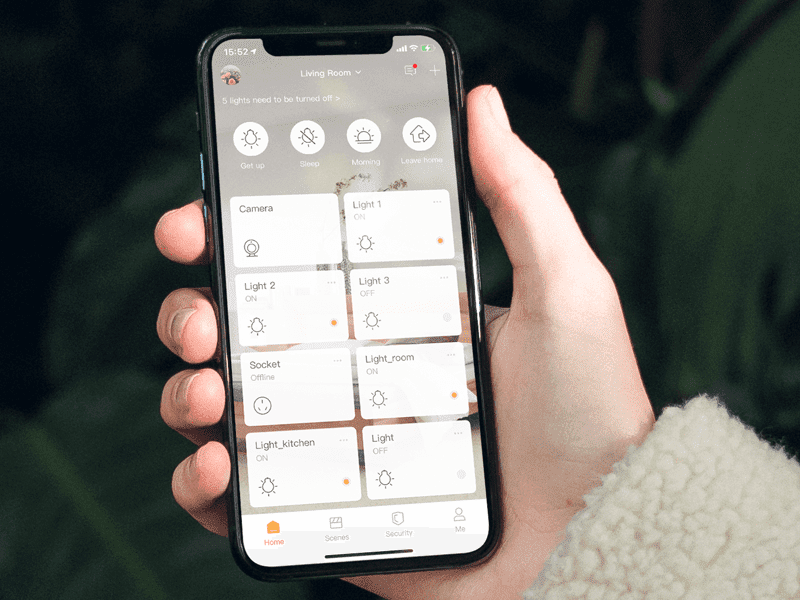 15:52
Living Room
5 lights need to be turned off >
Get up
Sleep
Morning
Leave home
Camera
Light 1
ON
Light 2
ON
Light 3
OFF
Socket
Offline
Light_room
ON
Light_kitchen
ON
Light
OFF
Home
Scenes
Security
Me